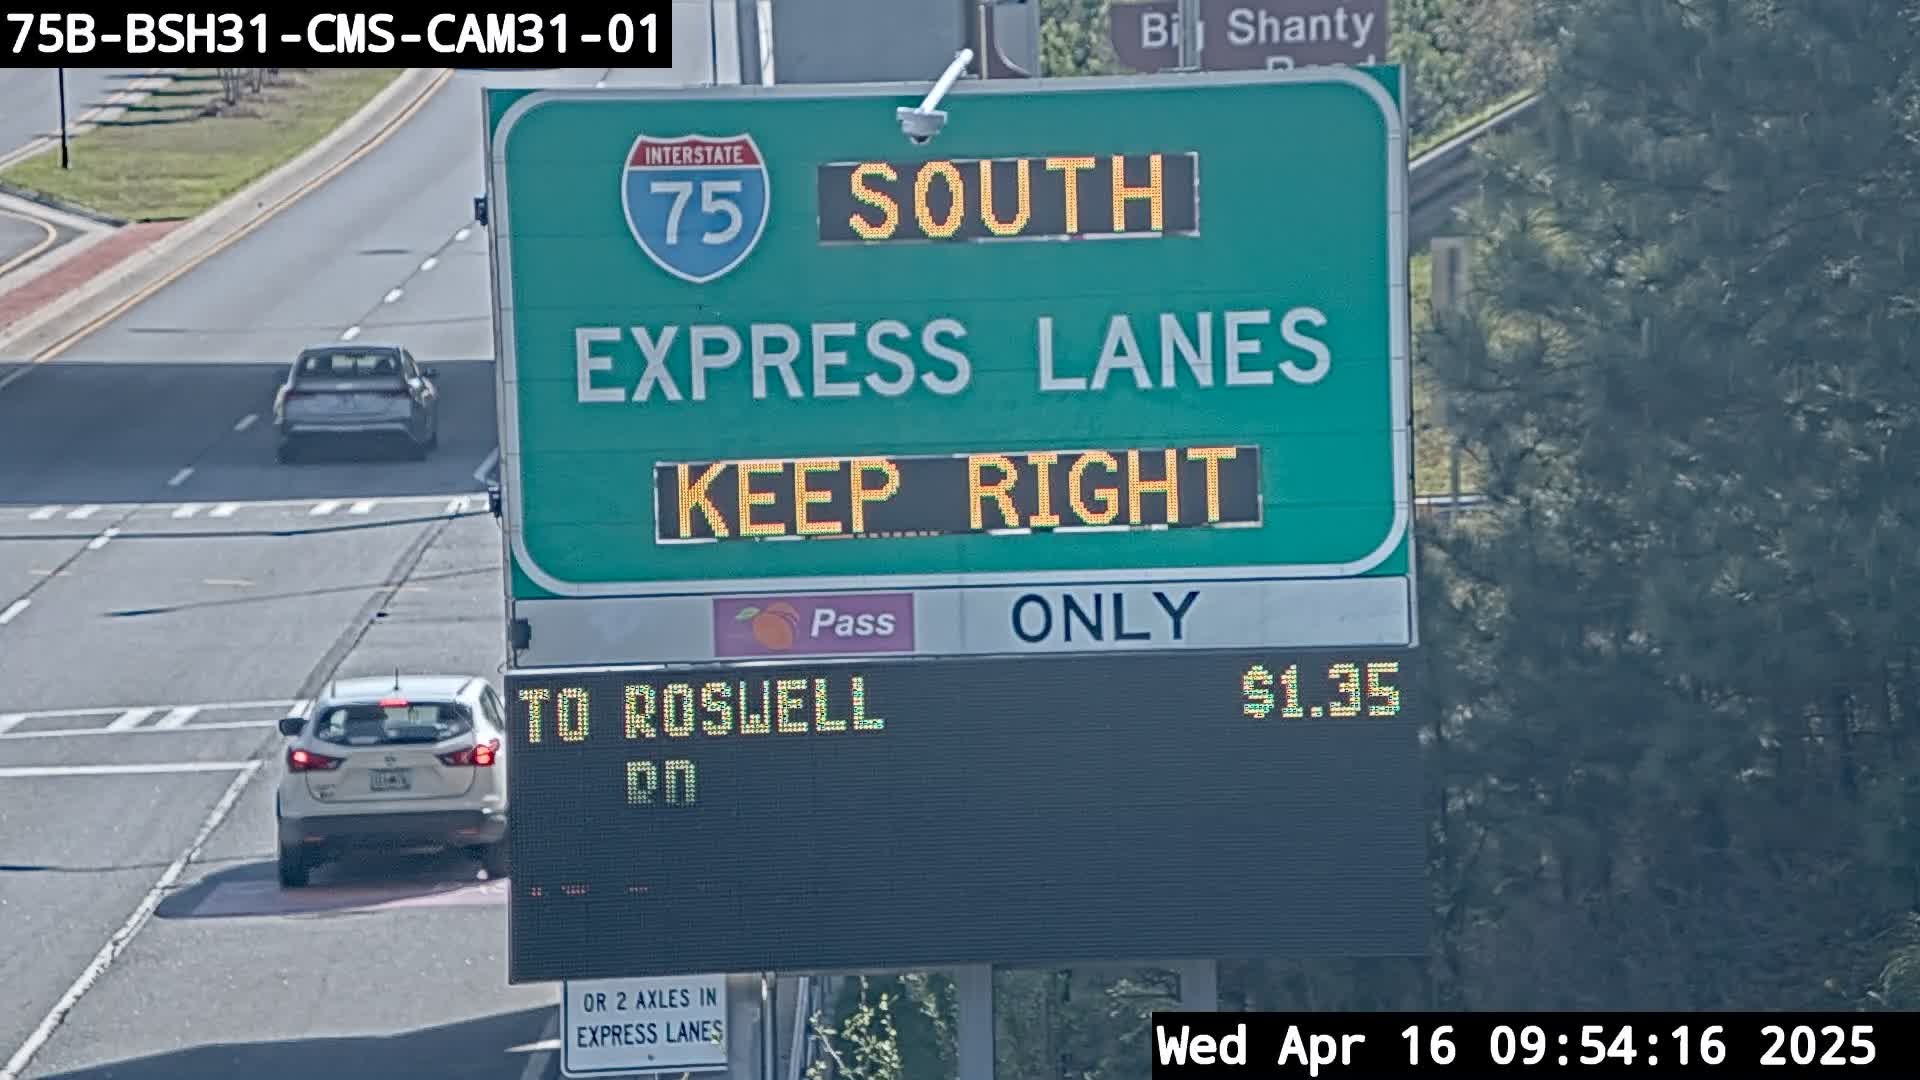 75B-BSH31-CMS-CAM31-01
Big Shanty
Road
INTERSTATE
75
SOUTH
EXPRESS LANES
KEEP RIGHT
Pass
ONLY
TO ROSWELL $1.35
OR 2 AXLES IN
EXPRESS LANES
Wed Apr 16 09:54:16 2025